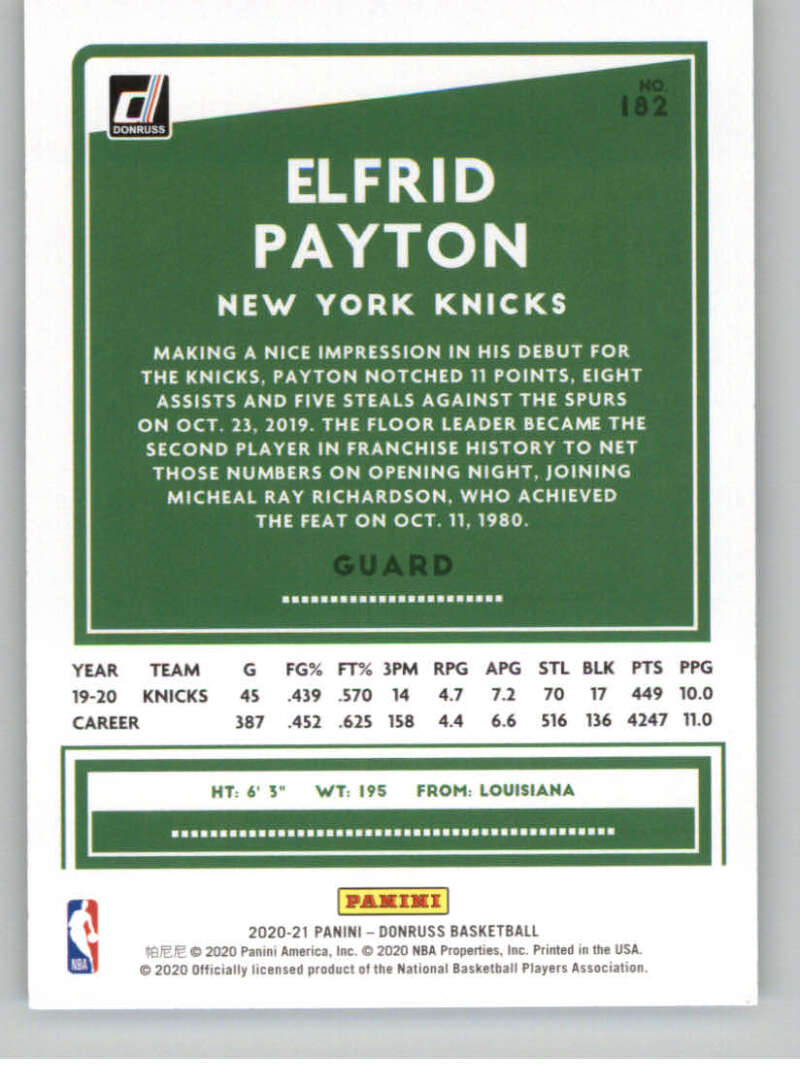 DONRUSS
NO.
182
ELFRID
PAYTON
NEW YORK KNICKS
MAKING A NICE IMPRESSION IN HIS DEBUT FOR
THE KNICKS, PAYTON NOTCHED 11 POINTS, EIGHT
ASSISTS AND FIVE STEALS AGAINST THE SPURS
ON OCT. 23, 2019. THE FLOOR LEADER BECAME THE
SECOND PLAYER IN FRANCHISE HISTORY TO NET
THOSE NUMBERS ON OPENING NIGHT, JOINING
MICHEAL RAY RICHARDSON, WHO ACHIEVED
THE FEAT ON OCT. 11, 1980.
GUARD
YEAR TEAM G FG% FT% 3PM RPG APG STL BLK PTS PPG
19-20 KNICKS 45 .439 .570 14 4.7 7.2 70 17 449 10.0
CAREER 387 .452 .625 158 4.4 6.6 516 136 4247 11.0
HT: 6' 3" WT: 195 FROM: LOUISIANA
PANINI
NBA
2020-21 PANINI – DONRUSS BASKETBALL
帕尼尼 © 2020 Panini America, Inc. © 2020 NBA Properties, Inc. Printed in the USA.
© 2020 Officially licensed product of the National Basketball Players Association.